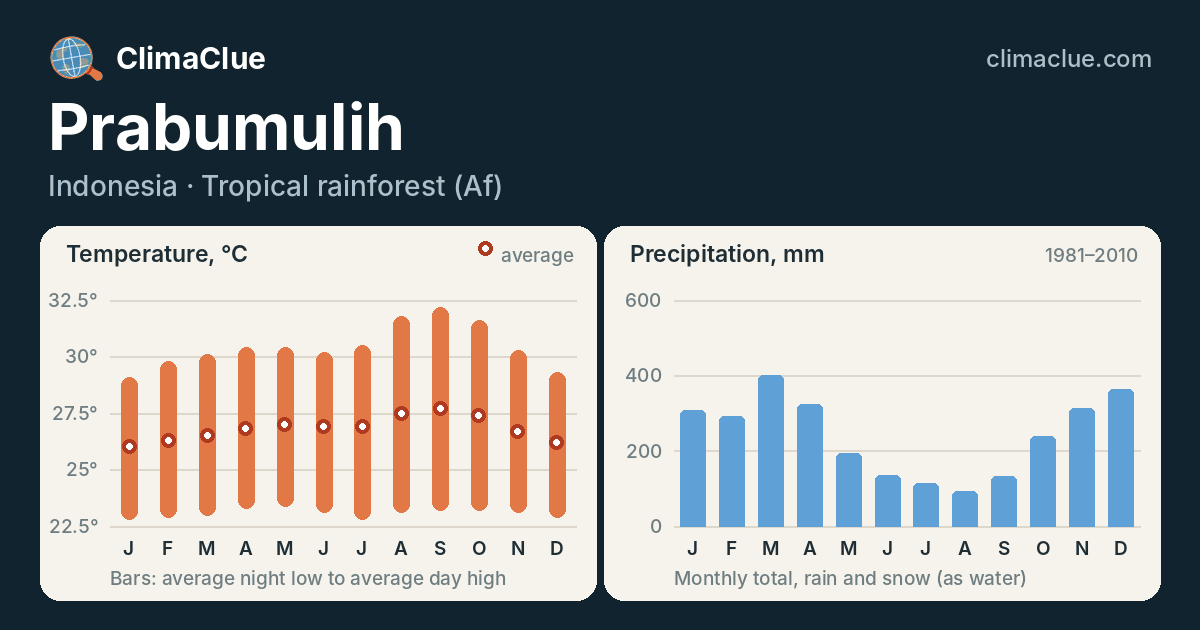 ClimaClue
climaclue.com
Prabumulih
Indonesia · Tropical rainforest (Af)
Temperature, °C
average
32.5°
30°
27.5°
25°
22.5°
J F M A M J J A S O N D
Bars: average night low to average day high
Precipitation, mm
1981–2010
600
400
200
0
J F M A M J J A S O N D
Monthly total, rain and snow (as water)